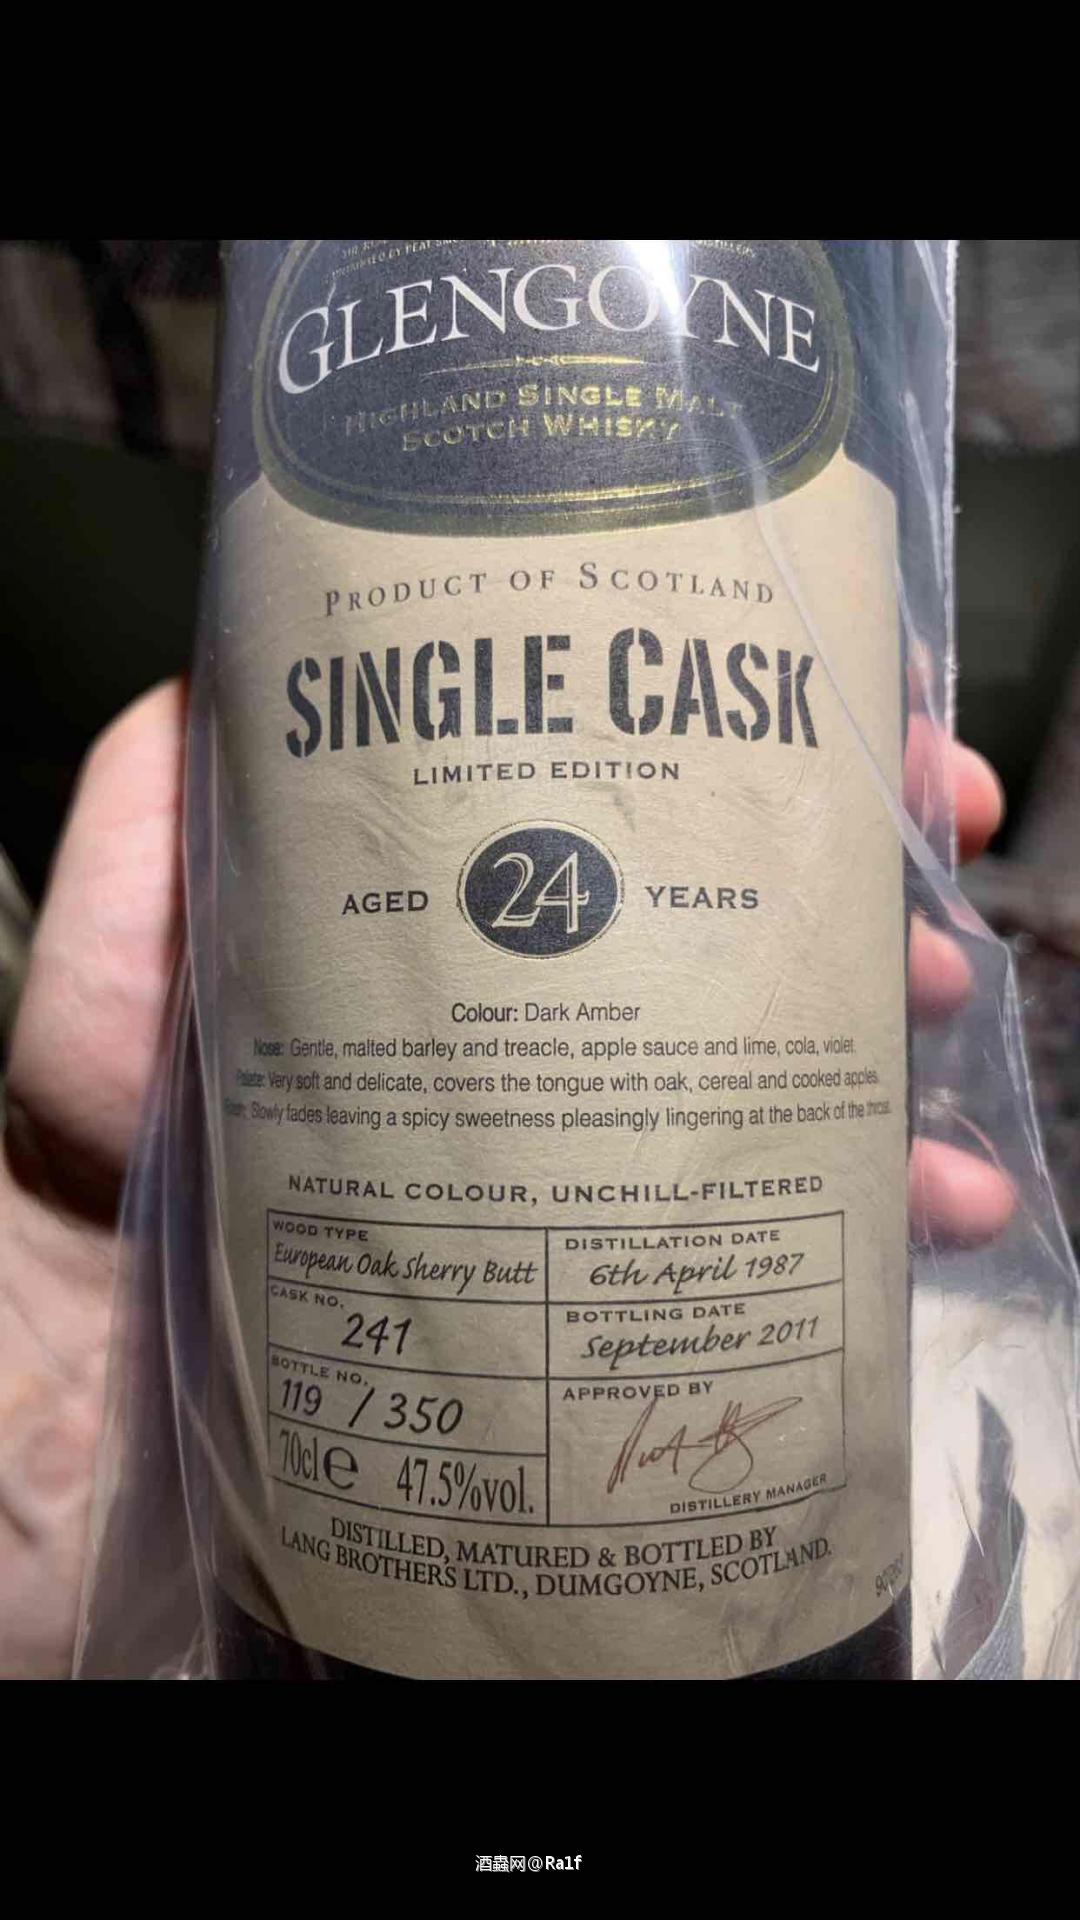 GLENGOYNE
HIGHLAND SINGLE MALT
SCOTCH WHISKY
PRODUCT OF SCOTLAND
SINGLE CASK
LIMITED EDITION
AGED 24 YEARS
Colour: Dark Amber
Nose: Gentle, malted barley and treacle, apple sauce and lime, cola, violet.
Palate: Very soft and delicate, covers the tongue with oak, cereal and cooked apples.
Finish: Slowly fades leaving a spicy sweetness pleasingly lingering at the back of the throat.
NATURAL COLOUR, UNCHILL-FILTERED
WOOD TYPE
European Oak Sherry Butt
DISTILLATION DATE
6th April 1987
CASK NO.
241
BOTTLING DATE
September 2011
BOTTLE NO.
119 / 350
APPROVED BY
70cl e 47.5%vol.
DISTILLERY MANAGER
DISTILLED, MATURED & BOTTLED BY
LANG BROTHERS LTD., DUMGOYNE, SCOTLAND.
酒蟲网@Ra1f